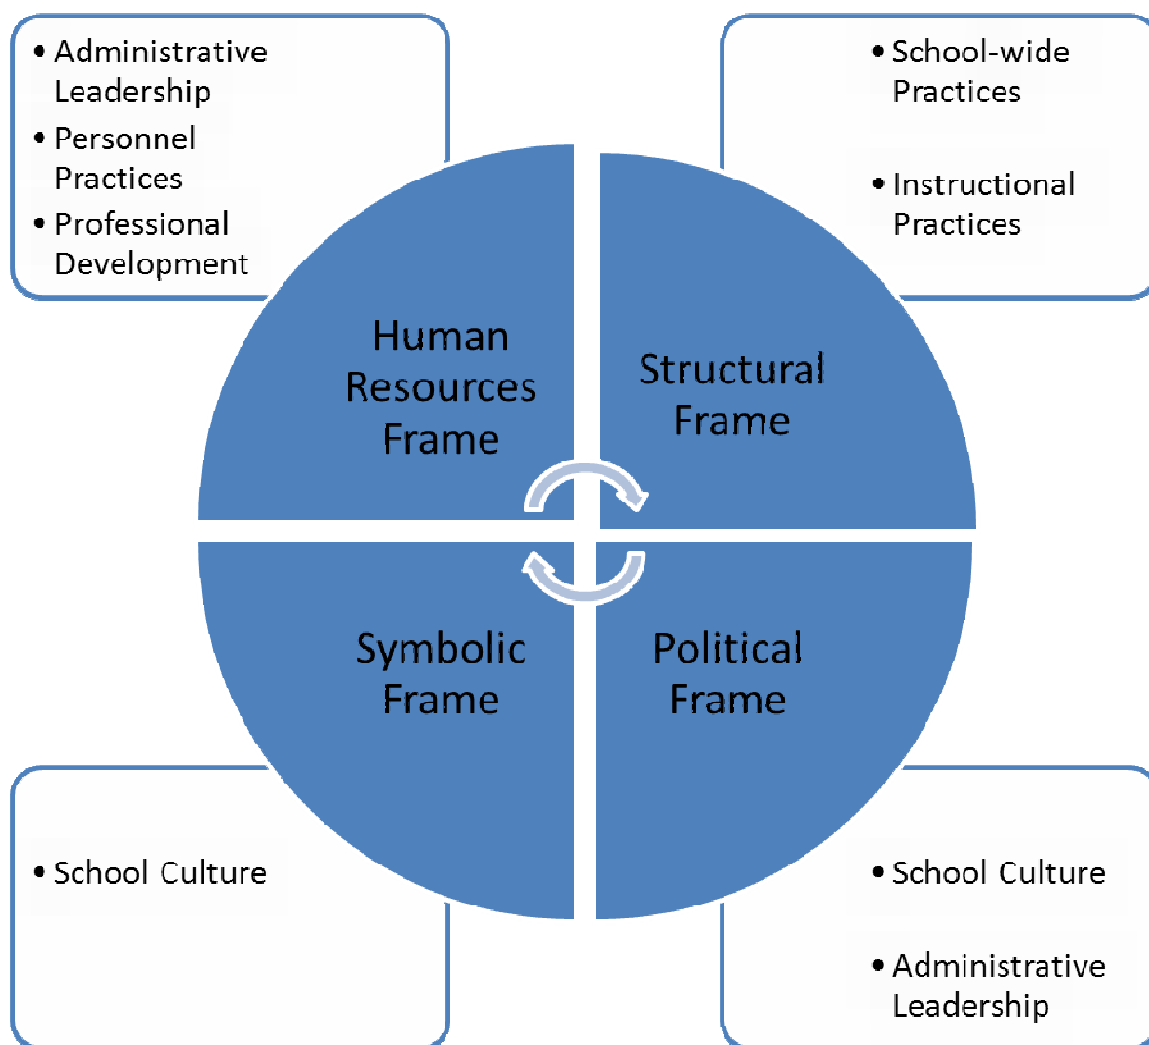 • Administrative
Leadership
• Personnel
Practices
• Professional
Development
• School-wide
Practices
• Instructional
Practices
Human
Resources
Frame
Structural
Frame
Symbolic
Frame
Political
Frame
• School Culture
• School Culture
• Administrative
Leadership